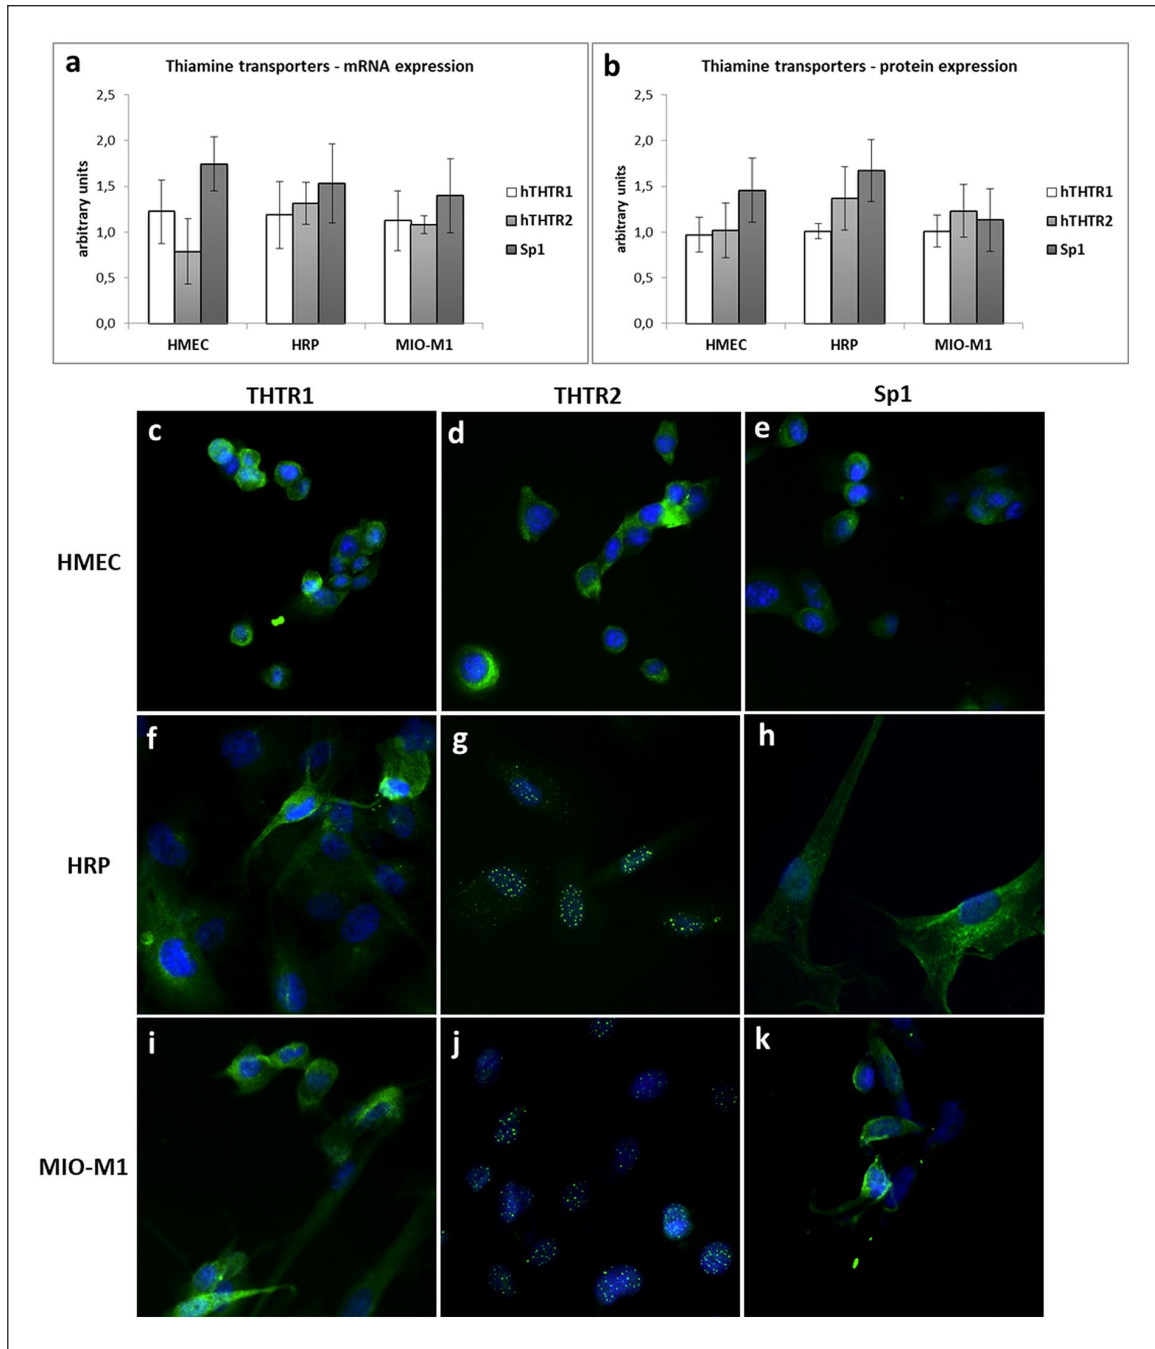 a
Thiamine transporters - mRNA expression
2,5
2,0
1,5
1,0
0,5
0,0
arbitrary units
HMEC
HRP
MIO-M1
hTHTR1
hTHTR2
Sp1
b
Thiamine transporters - protein expression
2,5
2,0
1,5
1,0
0,5
0,0
arbitrary units
HMEC
HRP
MIO-M1
hTHTR1
hTHTR2
Sp1
THTR1 THTR2 Sp1
c d e
HMEC
f g h
HRP
i j k
MIO-M1